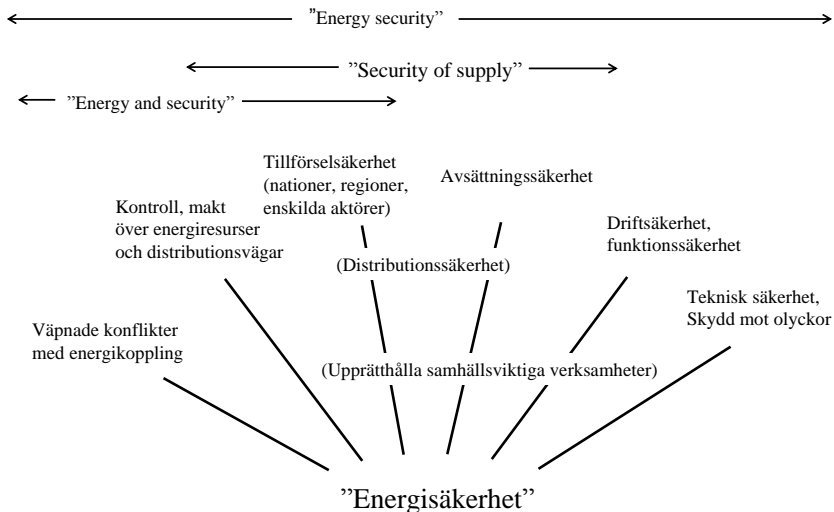 ”Energy security”
”Security of supply”
”Energy and security”
Tillförselsäkerhet
(nationer, regioner,
enskilda aktörer)
Avsättningssäkerhet
Kontroll, makt
över energiresurser
och distributionsvägar
Driftsäkerhet,
funktionssäkerhet
(Distributionssäkerhet)
Teknisk säkerhet,
Skydd mot olyckor
Väpnade konflikter
med energikoppling
(Upprätthålla samhällsviktiga verksamheter)
”Energisäkerhet”